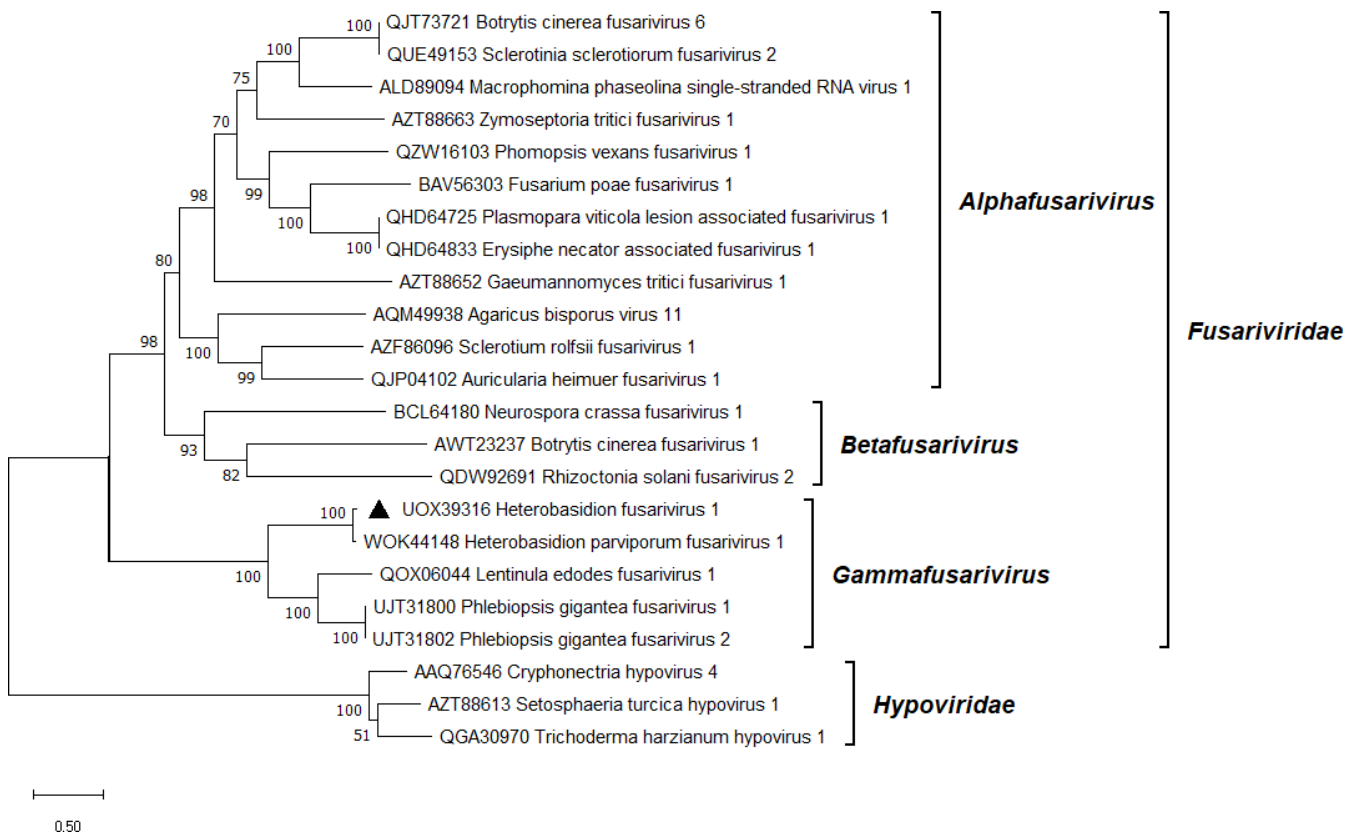 100 QJT73721 Botrytis cinerea fusarivirus 6
100 QUE49153 Sclerotinia sclerotiorum fusarivirus 2
75 ALD89094 Macrophomina phaseolina single-stranded RNA virus 1
70 AZT88663 Zymoseptoria tritici fusarivirus 1
QZW16103 Phomopsis vexans fusarivirus 1
99 BAV56303 Fusarium poae fusarivirus 1
98 Alphafusarivirus
100 QHD64725 Plasmopara viticola lesion associated fusarivirus 1
100 QHD64833 Erysiphe necator associated fusarivirus 1
80 AZT88652 Gaeumannomyces tritici fusarivirus 1
AQM49938 Agaricus bisporus virus 11
Fusariviridae
98 100 AZF86096 Sclerotium rolfsii fusarivirus 1
99 QJP04102 Auricularia heimuer fusarivirus 1
BCL64180 Neurospora crassa fusarivirus 1
93 AWT23237 Botrytis cinerea fusarivirus 1
Betafusarivirus
82 QDW92691 Rhizoctonia solani fusarivirus 2
100 UOX39316 Heterobasidion fusarivirus 1
WOK44148 Heterobasidion parviporum fusarivirus 1
100 QOX06044 Lentinula edodes fusarivirus 1
Gammafusarivirus
100 UJT31800 Phlebiopsis gigantea fusarivirus 1
100 UJT31802 Phlebiopsis gigantea fusarivirus 2
AAQ76546 Cryphonectria hypovirus 4
100 AZT88613 Setosphaeria turcica hypovirus 1
Hypoviridae
51 QGA30970 Trichoderma harzianum hypovirus 1
0.50